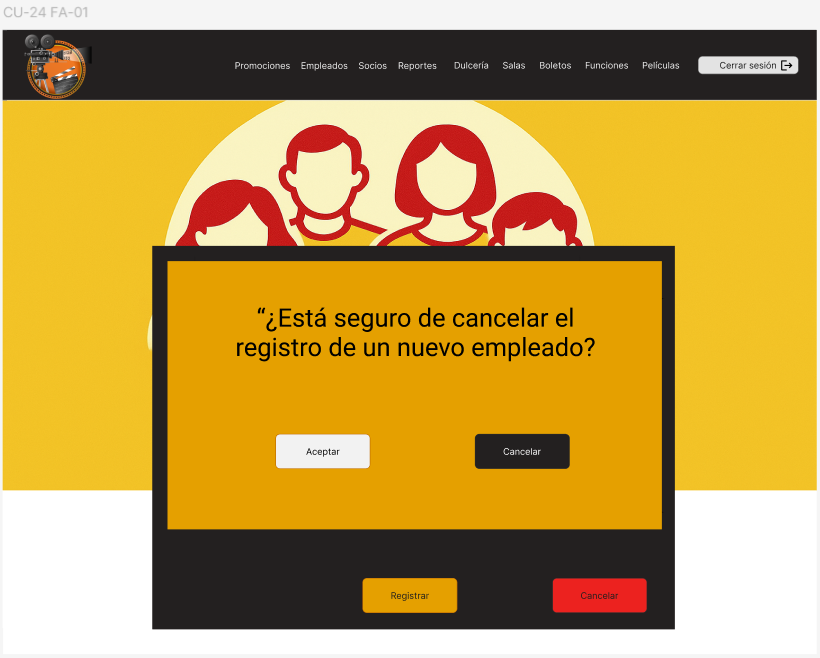 CU-24 FA-01
Promociones Empleados Socios Reportes Dulcería Salas Boletos Funciones Películas Cerrar sesión
“¿Está seguro de cancelar el
registro de un nuevo empleado?
Aceptar Cancelar
Registrar Cancelar